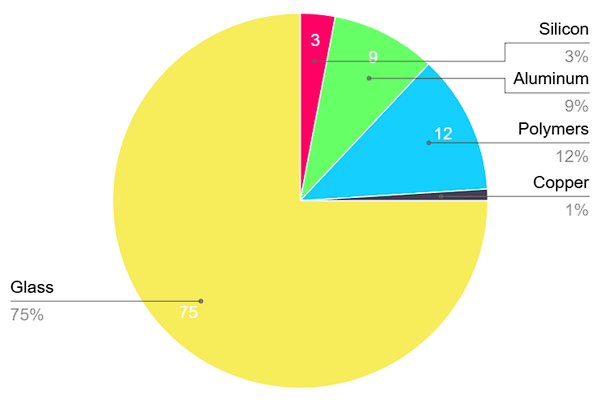 3
Silicon
3%
9
Aluminum
9%
12
Polymers
12%
Copper
1%
Glass
75%
75